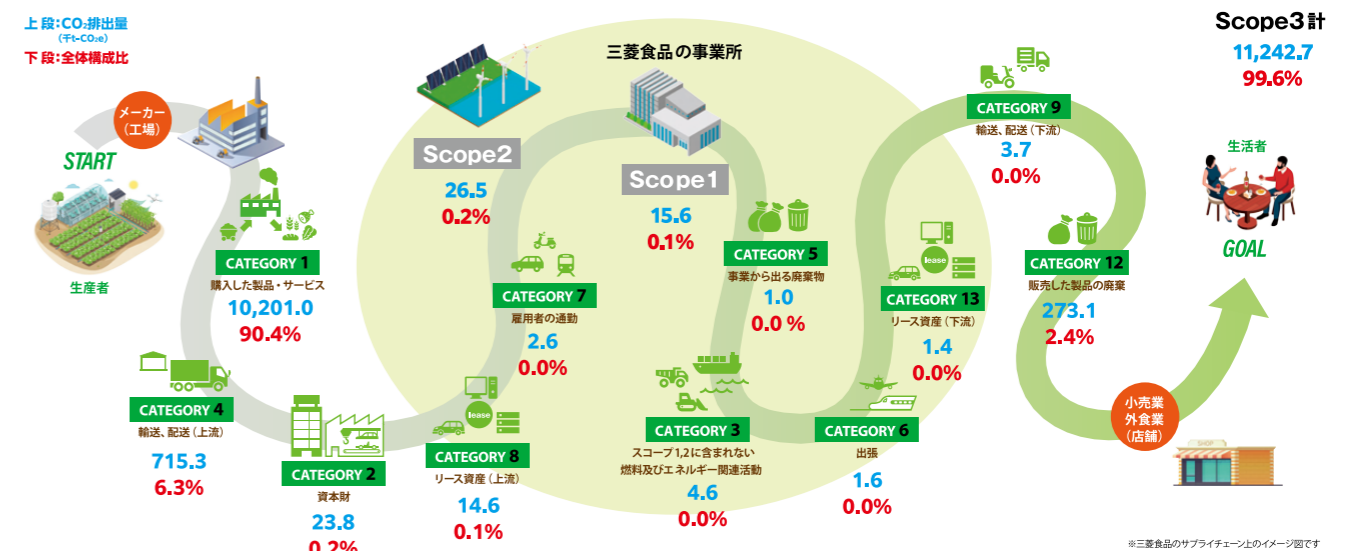 上段:CO₂排出量
(千t-CO₂e)
下段:全体構成比
Scope3計
11,242.7
99.6%
三菱食品の事業所
メーカー
(工場)
START
生産者
CATEGORY 1
購入した製品・サービス
10,201.0
90.4%
CATEGORY 4
輸送、配送(上流)
715.3
6.3%
CATEGORY 2
資本財
23.8
0.2%
lease
CATEGORY 8
リース資産(上流)
14.6
0.1%
CATEGORY 7
雇用者の通勤
2.6
0.0%
Scope2
26.5
0.2%
Scope1
15.6
0.1%
CATEGORY 5
事業から出る廃棄物
1.0
0.0 %
CATEGORY 3
スコープ1,2に含まれない
燃料及びエネルギー関連活動
4.6
0.0%
CATEGORY 6
出張
1.6
0.0%
lease
CATEGORY 13
リース資産(下流)
1.4
0.0%
CATEGORY 9
輸送、配送(下流)
3.7
0.0%
CATEGORY 12
販売した製品の廃棄
273.1
2.4%
小売業
外食業
(店舗)
SHOP
生活者
GOAL
※三菱食品のサプライチェーン上のイメージ図です